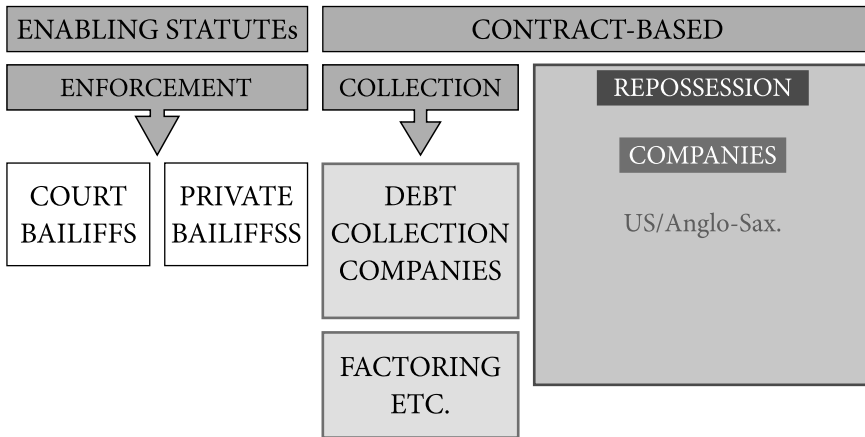 ENABLING STATUTEs
CONTRACT-BASED
ENFORCEMENT
COLLECTION
REPOSSESSION
COMPANIES
US/Anglo-Sax.
COURT
BAILIFFS
PRIVATE
BAILIFFSS
DEBT
COLLECTION
COMPANIES
FACTORING
ETC.